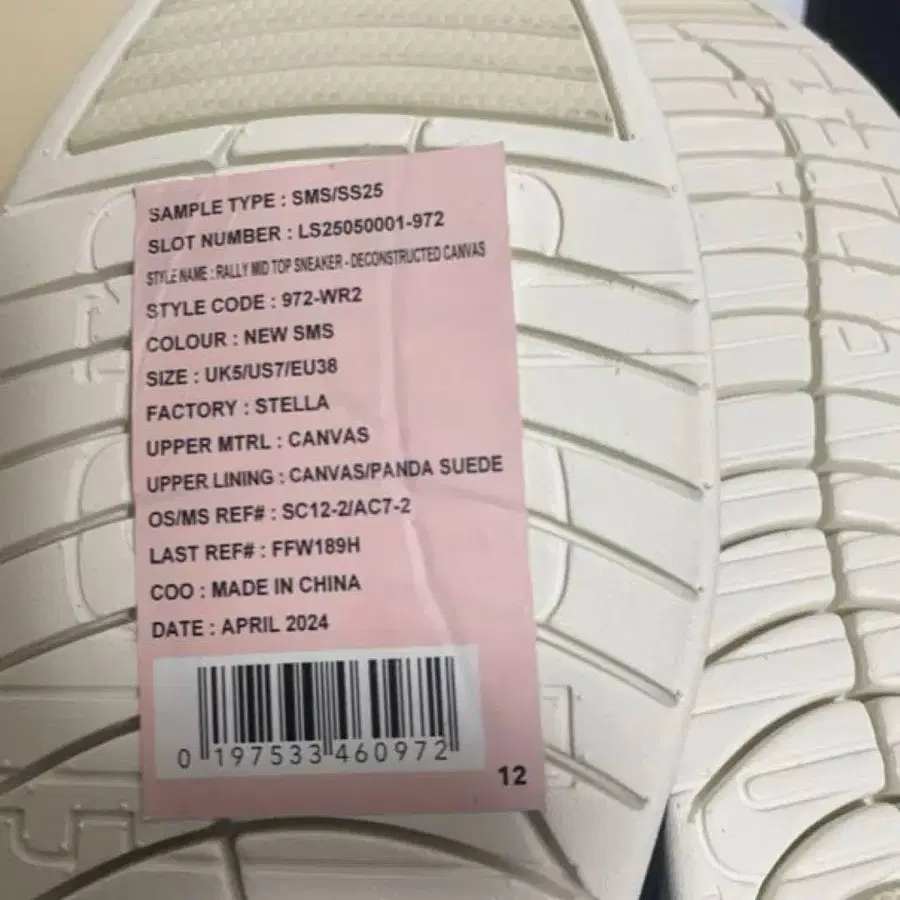 SAMPLE TYPE : SMS/SS25
SLOT NUMBER : LS25050001-972
STYLE NAME : RALLY MID TOP SNEAKER - DECONSTRUCTED CANVAS
STYLE CODE : 972-WR2
COLOUR : NEW SMS
SIZE : UK5/US7/EU38
FACTORY : STELLA
UPPER MTRL : CANVAS
UPPER LINING : CANVAS/PANDA SUEDE
OS/MS REF# : SC12-2/AC7-2
LAST REF# : FFW189H
COO : MADE IN CHINA
DATE : APRIL 2024
0 197533 460972
12